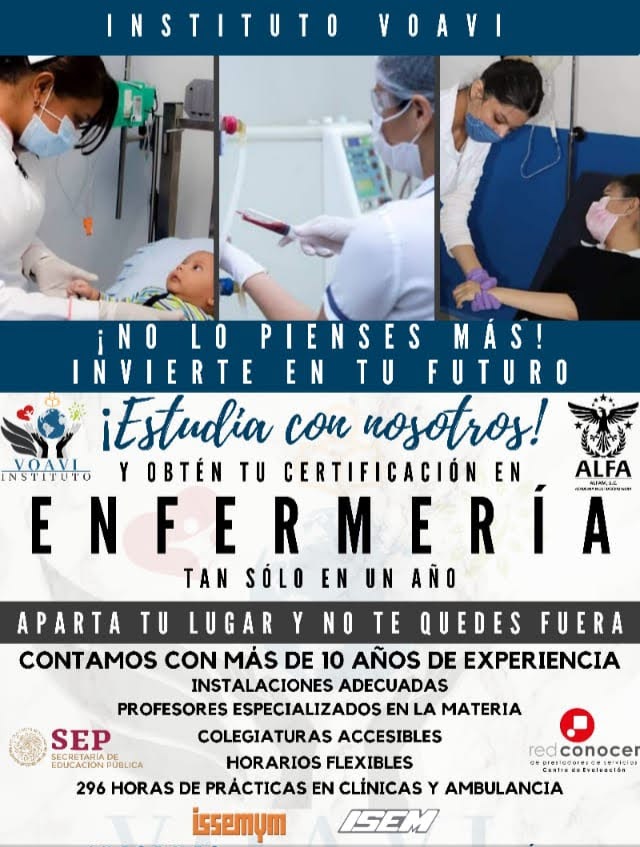 INSTITUTO VOAVI
¡NO LO PIENSES MÁS!
INVIERTE EN TU FUTURO
¡Estudia con nosotros!
VOAVI
INSTITUTO
Y OBTÉN TU CERTIFICACIÓN EN
ALFA
ENFERMERÍA
TAN SÓLO EN UN AÑO
APARTA TU LUGAR Y NO TE QUEDES FUERA
CONTAMOS CON MÁS DE 10 AÑOS DE EXPERIENCIA
INSTALACIONES ADECUADAS
PROFESORES ESPECIALIZADOS EN LA MATERIA
SEP
SECRETARÍA DE
EDUCACIÓN PÚBLICA
COLEGIATURAS ACCESIBLES
HORARIOS FLEXIBLES
red conocer
de prestadores de servicios
Centro de Evaluación
296 HORAS DE PRÁCTICAS EN CLÍNICAS Y AMBULANCIA
issemym
ISEM
VOAVI